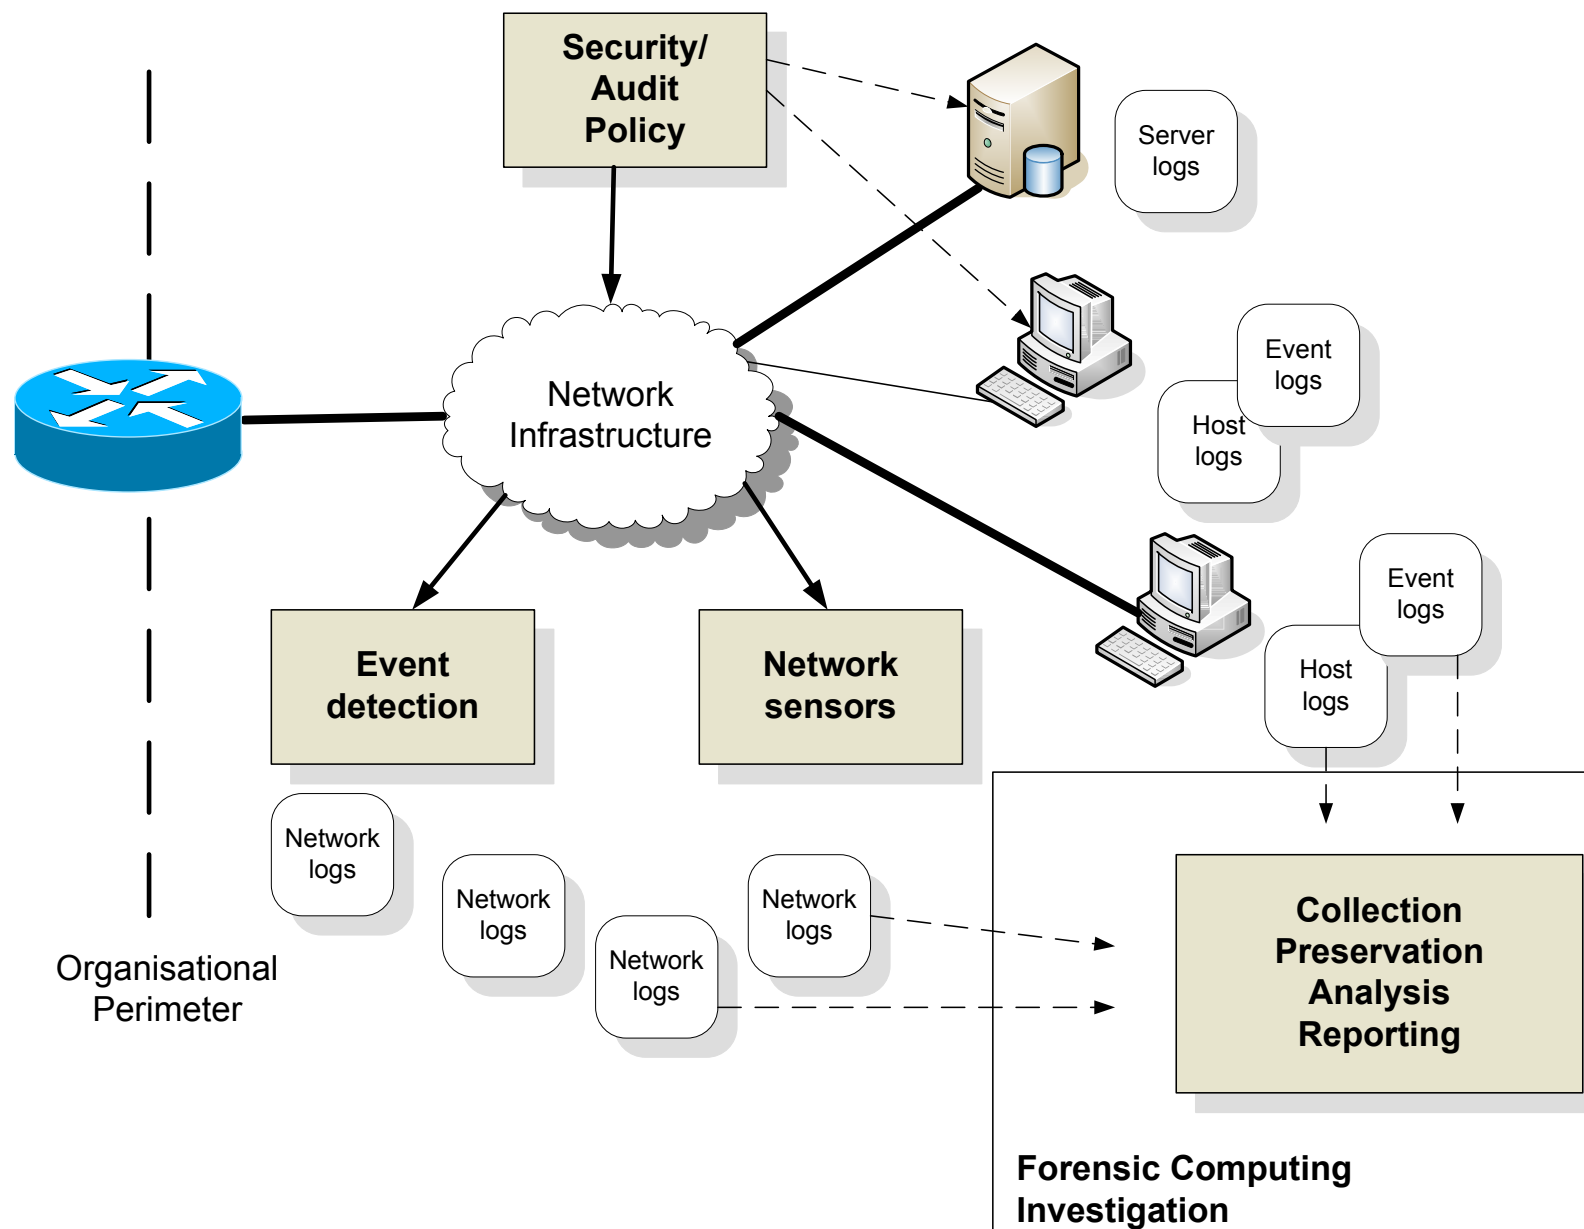 Security/
Audit
Policy
Server
logs
Event
logs
Host
logs
Network
Infrastructure
Event
logs
Host
logs
Event
detection
Network
sensors
Network
logs
Network
logs
Network
logs
Network
logs
Organisational
Perimeter
Collection
Preservation
Analysis
Reporting
Forensic Computing
Investigation